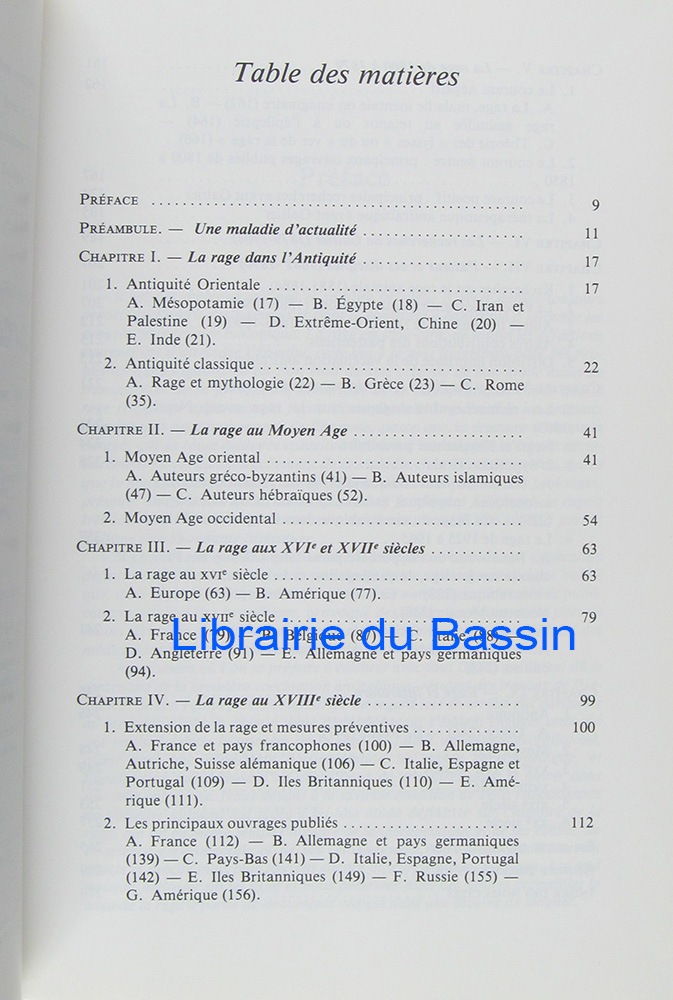 Table des matières
PRÉFACE ............................................... 9
PRÉAMBULE. — Une maladie d'actualité .................... 11
CHAPITRE I. — La rage dans l'Antiquité .................... 17
1. Antiquité Orientale ................................. 17
A. Mésopotamie (17) — B. Égypte (18) — C. Iran et
Palestine (19) — D. Extrême-Orient, Chine (20) —
E. Inde (21).
2. Antiquité classique .................................. 22
A. Rage et mythologie (22) — B. Grèce (23) — C. Rome
(35).
CHAPITRE II. — La rage au Moyen Age ...................... 41
1. Moyen Age oriental ................................. 41
A. Auteurs gréco-byzantins (41) — B. Auteurs islamiques
(47) — C. Auteurs hébraïques (52).
2. Moyen Age occidental ............................... 54
CHAPITRE III. — La rage aux XVIe et XVIIe siècles ............ 63
1. La rage au XVIe siècle ................................ 63
A. Europe (63) — B. Amérique (77).
2. La rage au XVIIe siècle ............................... 79
A. France (79) — B. Belgique (87) — C. Italie (88) —
Librairie du Bassin
D. Angleterre (91) — E. Allemagne et pays germaniques
(94).
CHAPITRE IV. — La rage au XVIIIe siècle .................... 99
1. Extension de la rage et mesures préventives .............. 100
A. France et pays francophones (100) — B. Allemagne,
Autriche, Suisse alémanique (106) — C. Italie, Espagne et
Portugal (109) — D. Iles Britanniques (110) — E. Amé-
rique (111).
2. Les principaux ouvrages publiés ....................... 112
A. France (112) — B. Allemagne et pays germaniques
(139) — C. Pays-Bas (141) — D. Italie, Espagne, Portugal
(142) — E. Iles Britanniques (149) — F. Russie (155) —
G. Amérique (156).